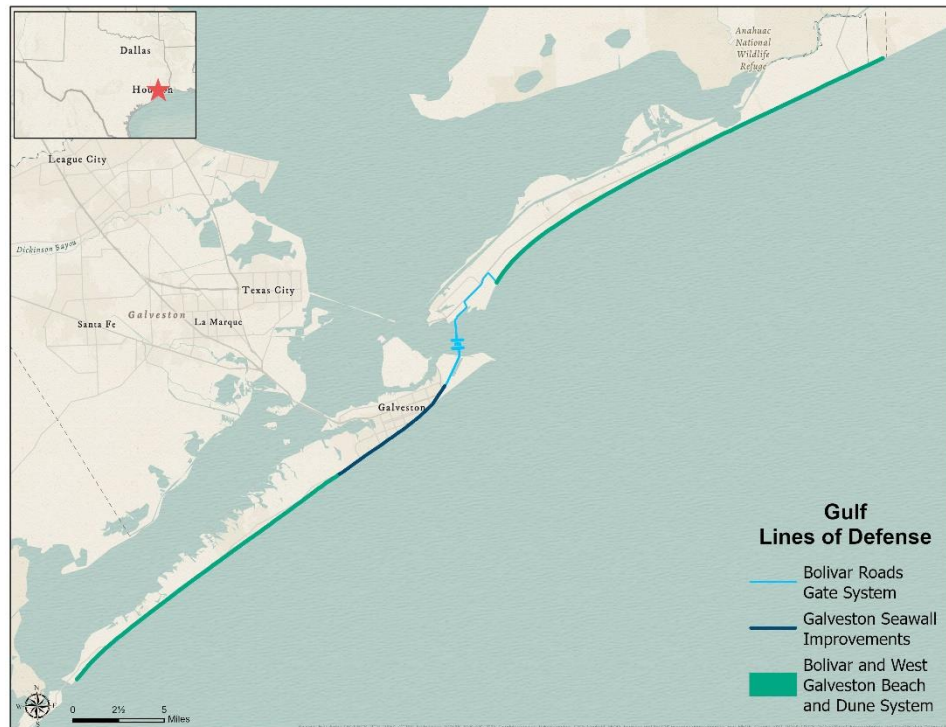 Dallas
Houston
Anahuac
National
Wildlife
Refuge
League City
Dickinson Bayou
Texas City
Galveston
Santa Fe
La Marque
Galveston
Gulf
Lines of Defense
Bolivar Roads
Gate System
Galveston Seawall
Improvements
Bolivar and West
Galveston Beach
and Dune System
N
W
E
S
0 2½ 5
Miles